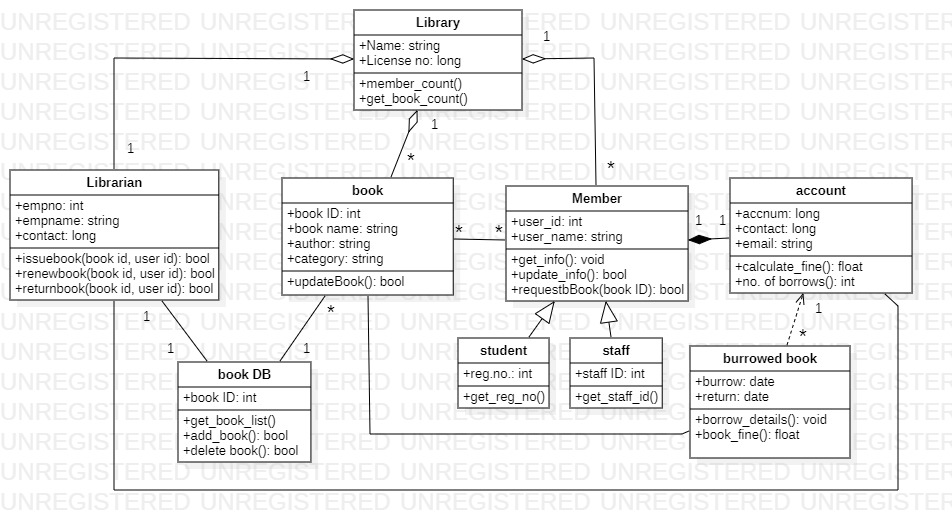 Library
+Name: string
+License no: long
+member_count()
+get_book_count()
1
1
1
*
1
*
Librarian
+empno: int
+empname: string
+contact: long
+issuebook(book id, user id): bool
+renewbook(book id, user id): bool
+returnbook(book id, user id): bool
book
+book ID: int
+book name: string
+author: string
+category: string
+updateBook(): bool
*
*
Member
+user_id: int
+user_name: string
+get_info(): void
+update_info(): bool
+requestbBook(book ID): bool
1
1
account
+accnum: long
+contact: long
+email: string
+calculate_fine(): float
+no. of borrows(): int
1
1
*
1
book DB
+book ID: int
+get_book_list()
+add_book(): bool
+delete book(): bool
student
+reg.no.: int
+get_reg_no()
staff
+staff ID: int
+get_staff_id()
1
*
burrowed book
+burrow: date
+return: date
+borrow_details(): void
+book_fine(): float
UNREGISTERED